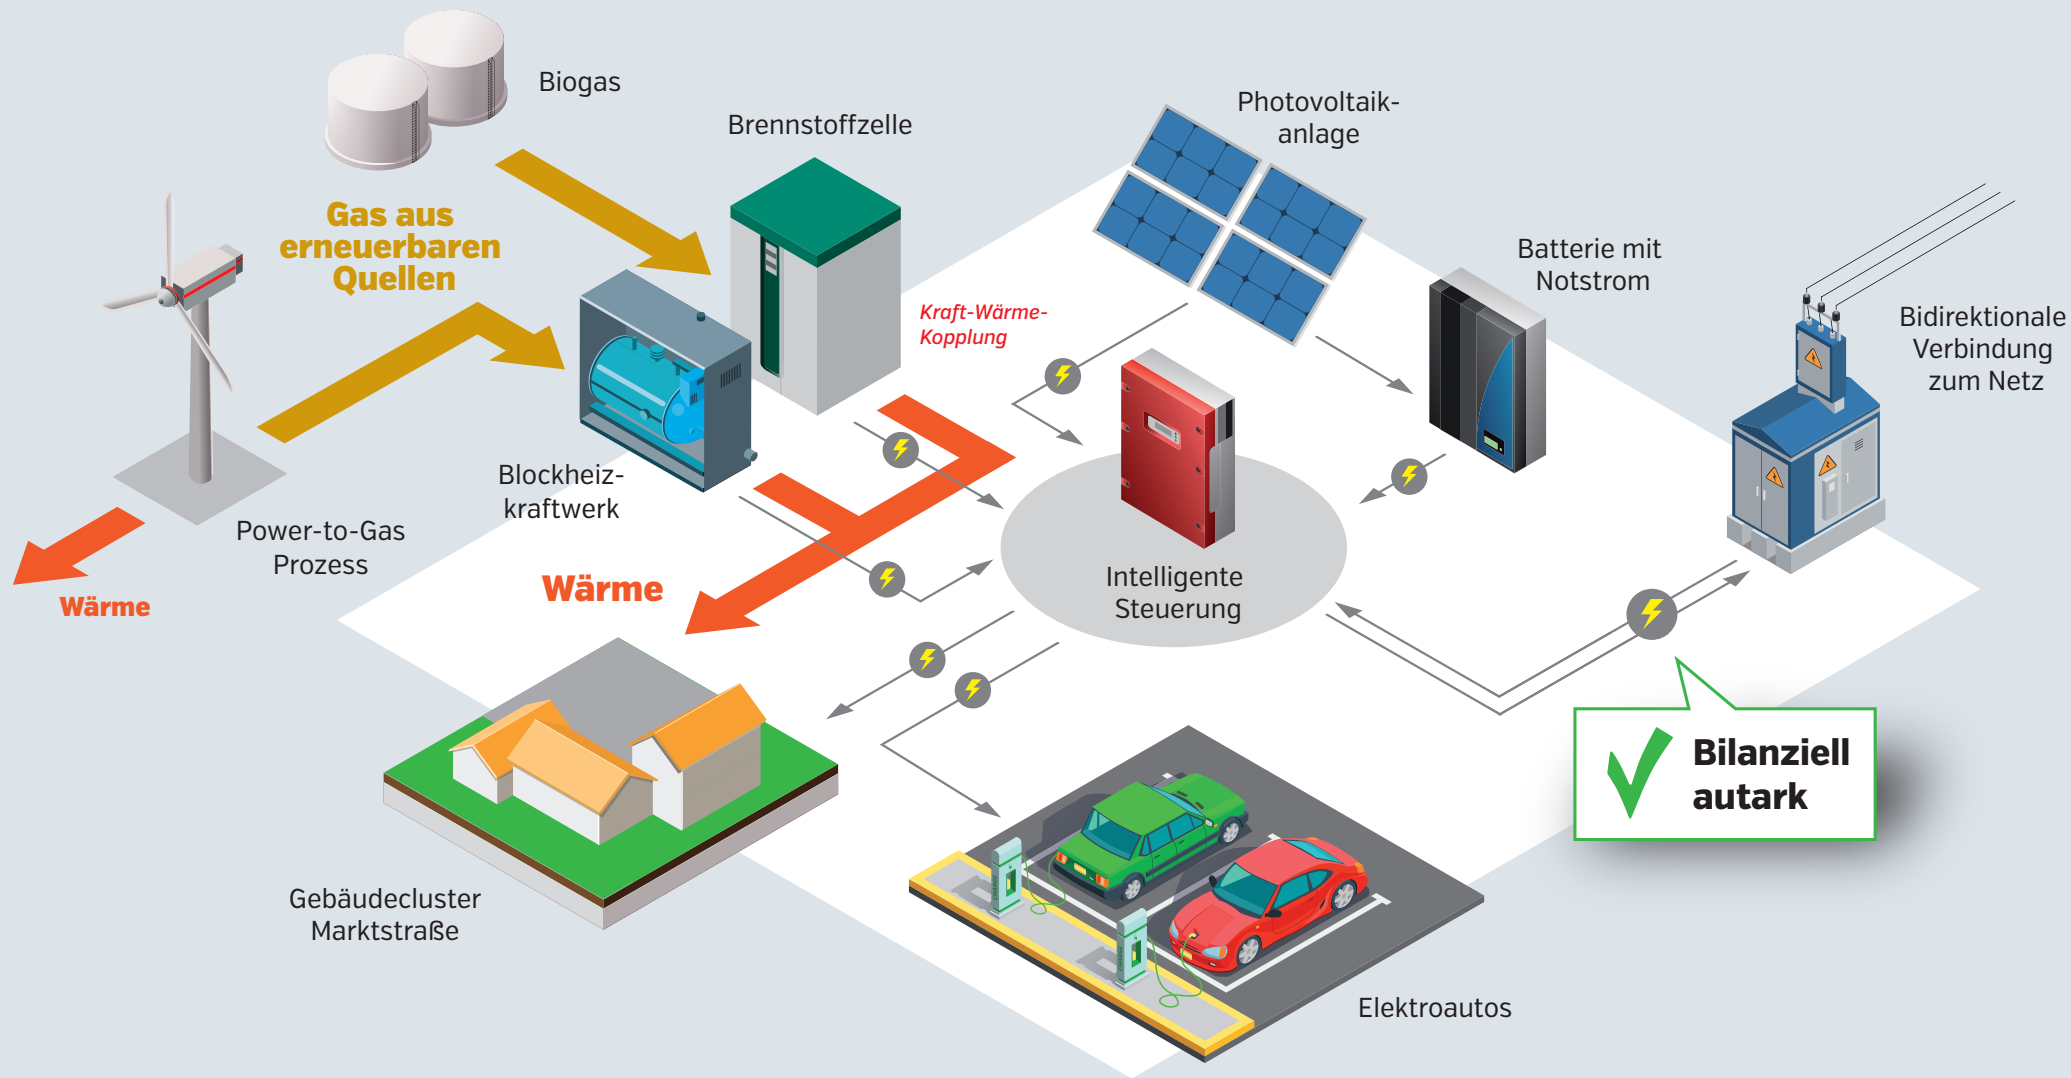 Biogas
Brennstoffzelle
Photovoltaik-
anlage
Gas aus
erneuerbaren
Quellen
Batterie mit
Notstrom
Kraft-Wärme-
Kopplung
Bidirektionale
Verbindung
zum Netz
Blockheiz-
kraftwerk
Power-to-Gas
Prozess
Wärme
Wärme
Intelligente
Steuerung
Bilanziell
autark
Gebäudecluster
Marktstraße
Elektroautos